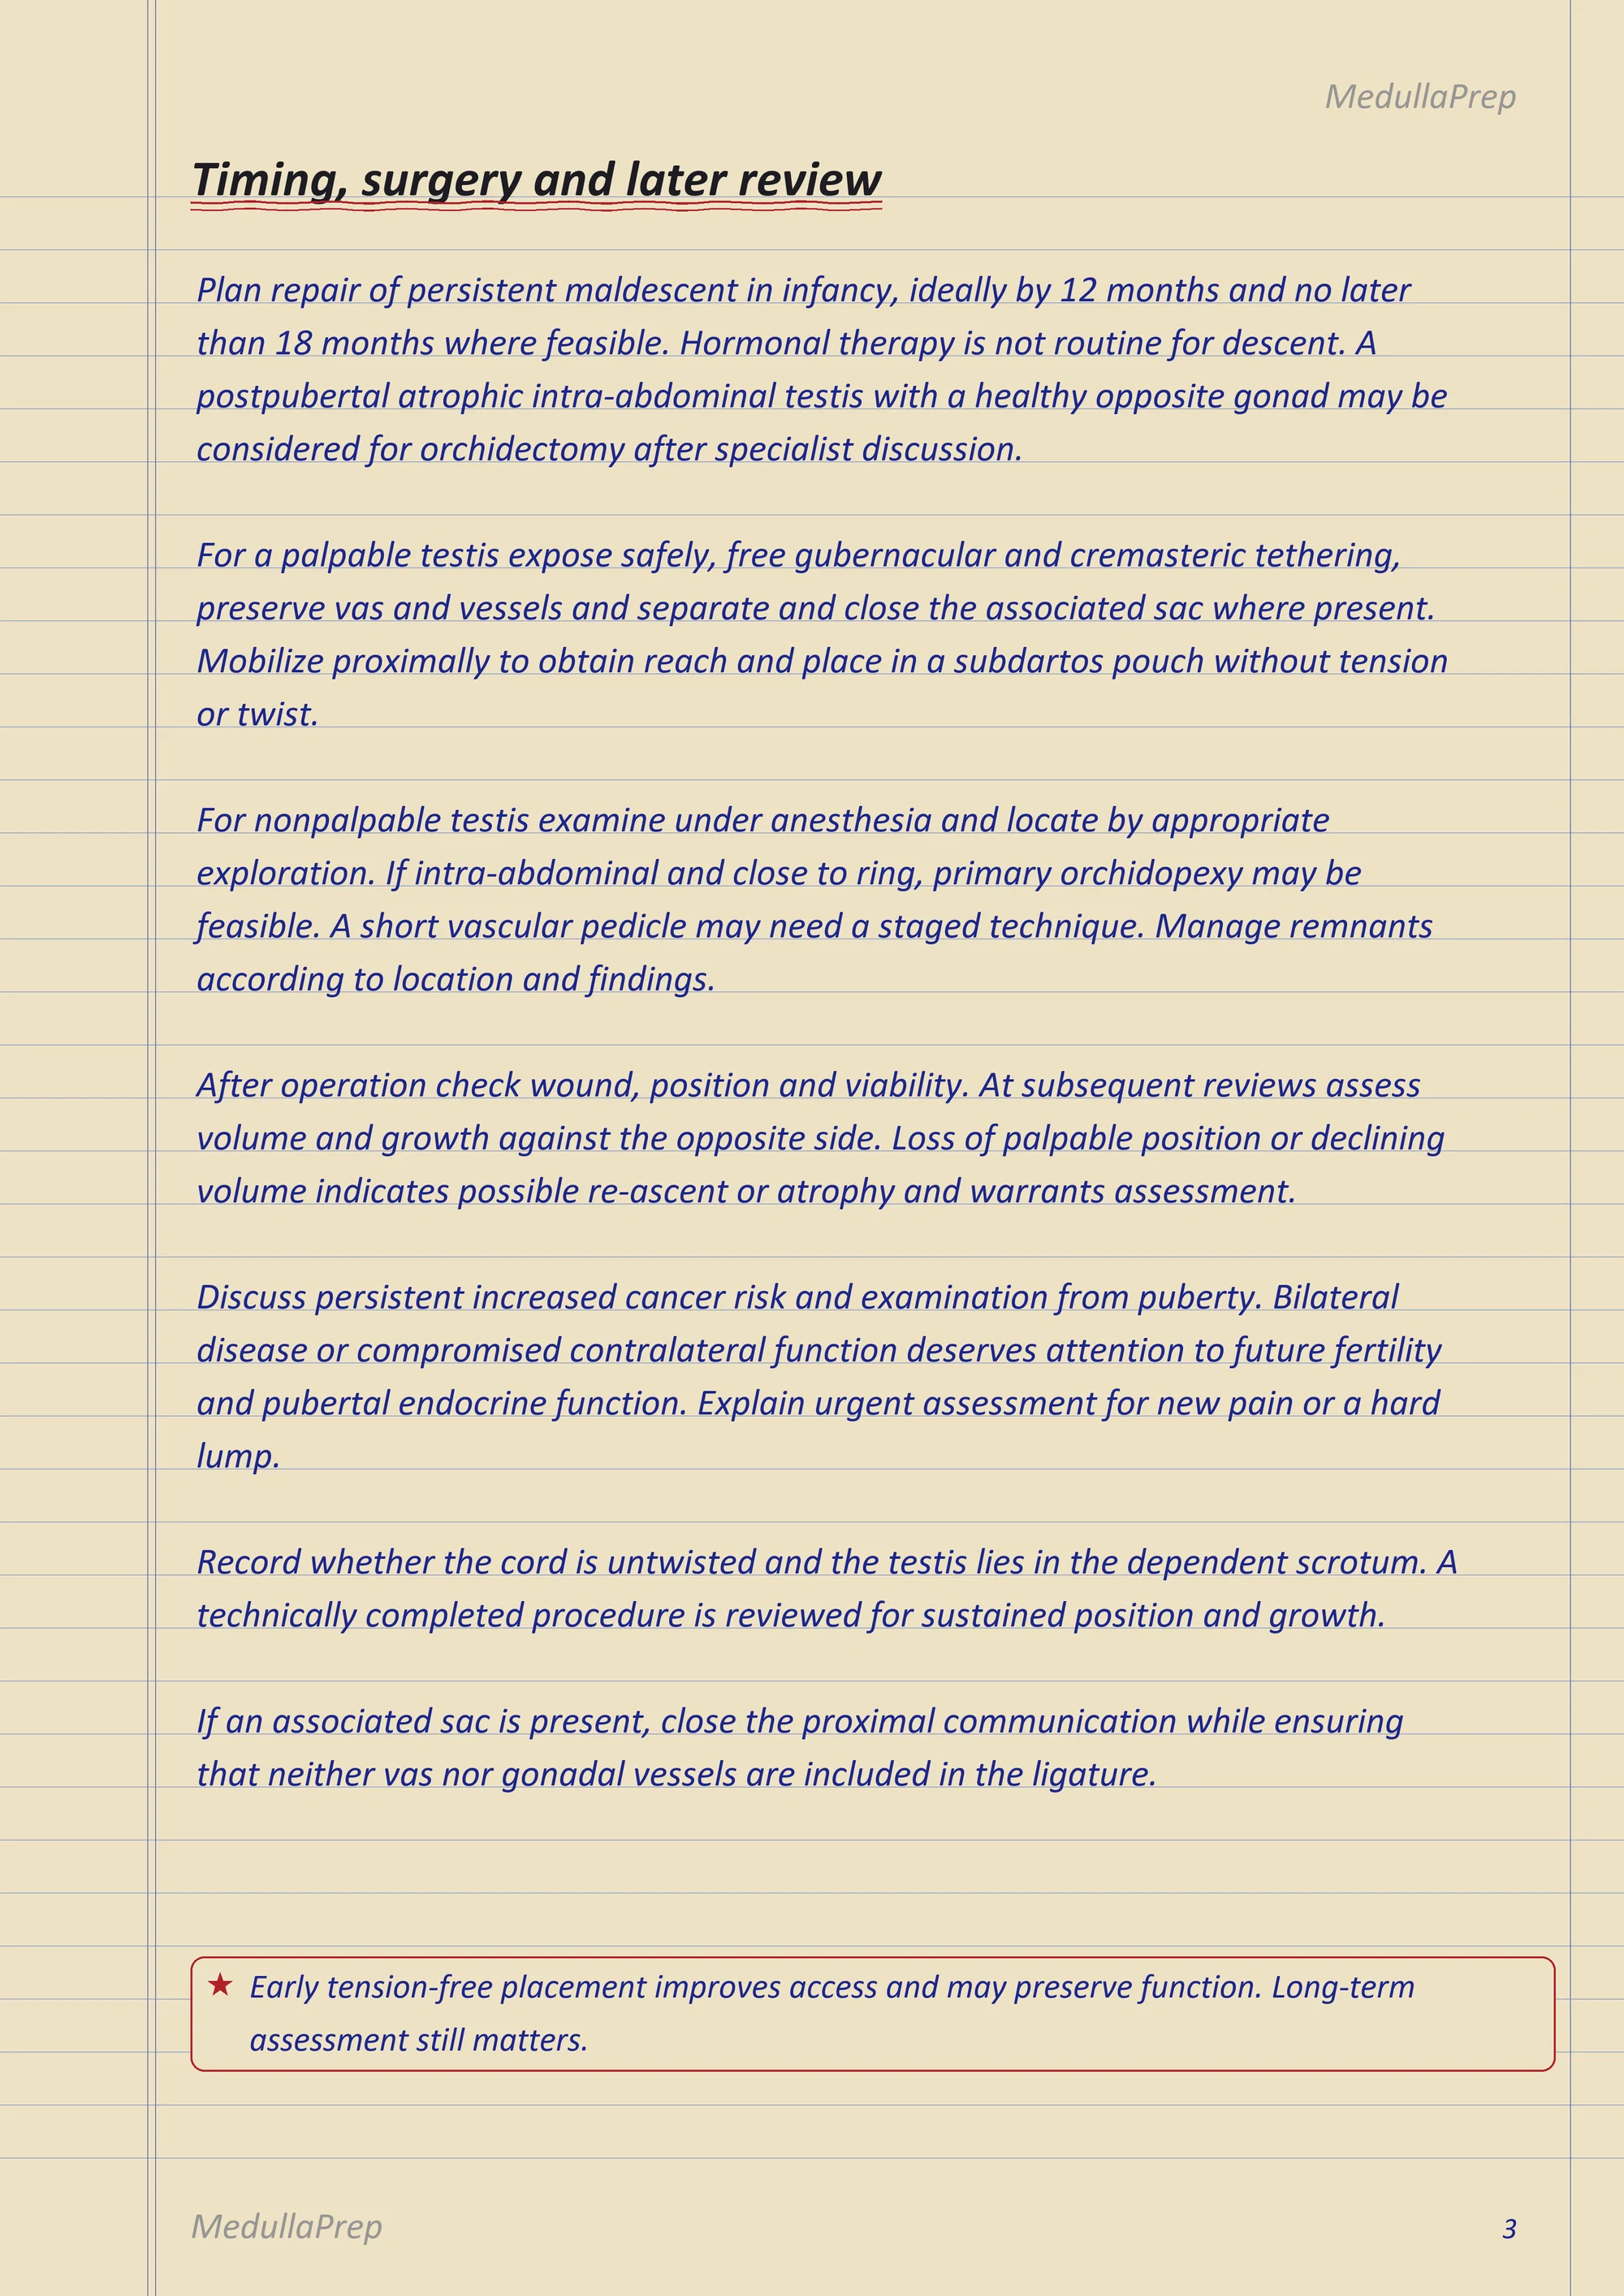 MedullaPrep
Timing, surgery and later review
Plan repair of persistent maldescent in infancy, ideally by 12 months and no later
than 18 months where feasible. Hormonal therapy is not routine for descent. A
postpubertal atrophic intra-abdominal testis with a healthy opposite gonad may be
considered for orchidectomy after specialist discussion.
For a palpable testis expose safely, free gubernacular and cremasteric tethering,
preserve vas and vessels and separate and close the associated sac where present.
Mobilize proximally to obtain reach and place in a subdartos pouch without tension
or twist.
For nonpalpable testis examine under anesthesia and locate by appropriate
exploration. If intra-abdominal and close to ring, primary orchidopexy may be
feasible. A short vascular pedicle may need a staged technique. Manage remnants
according to location and findings.
After operation check wound, position and viability. At subsequent reviews assess
volume and growth against the opposite side. Loss of palpable position or declining
volume indicates possible re-ascent or atrophy and warrants assessment.
Discuss persistent increased cancer risk and examination from puberty. Bilateral
disease or compromised contralateral function deserves attention to future fertility
and pubertal endocrine function. Explain urgent assessment for new pain or a hard
lump.
Record whether the cord is untwisted and the testis lies in the dependent scrotum. A
technically completed procedure is reviewed for sustained position and growth.
If an associated sac is present, close the proximal communication while ensuring
that neither vas nor gonadal vessels are included in the ligature.
★ Early tension-free placement improves access and may preserve function. Long-term
assessment still matters.
MedullaPrep
3